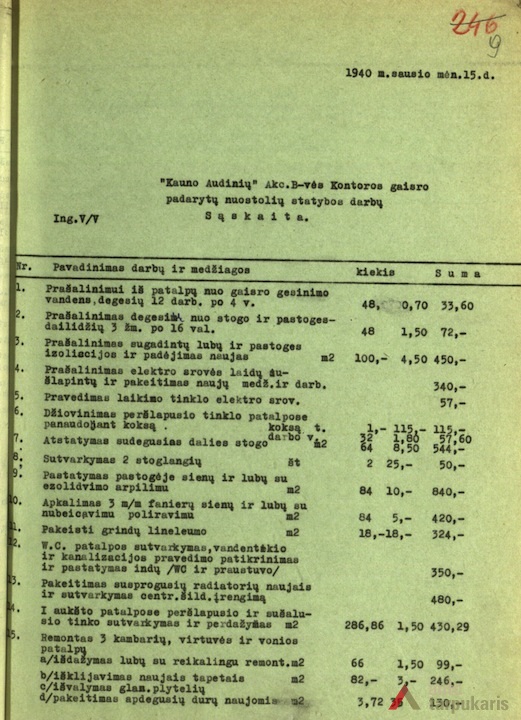 246
9
1940 m.sausio mėn.15.d.
"Kauno Audinių" Akc.B-vės Kontoros gaisro
padarytų nuostolių statybos darbų
Ing.V/V S ą s k a i t a.
Nr. Pavadinimas darbų ir medžiagos kiekis S u m a
1. Prašalinimui iš patalpų nuo gaisro gesinimo
vandens,degesių 12 darb. po 4 v. 48, 0,70 33,60
2. Prašalinimas degesių nuo stogo ir pastoges-
dailidžių 3 žm. po 16 val. 48 1,50 72,-
3. Prašalinimas sugadintų lubų ir pastoges
izoliscijos ir padėjimas naujas m2 100,- 4,50 450,-
4. Prašalinimas elektro srovės laidų su-
šlapintų ir pakeitimas naujų medž.ir darb. 340,-
5. Pravedimas laikimo tinklo elektro srov. 57,-
6. Džiovinimas peršlapusio tinklo patalpose
panaudojant koksą . koksą t. 1,- 115,- 115,-
darbo v. 32 1,80 57,60
7. Atstatymas sudegusias dalies stogo m2 64 8,50 544,-
8. Sutvarkymas 2 stoglangių št 2 25,- 50,-
9. Pastatymas pastogėje sienų ir lubų su
ezolidvimo arpilimu m2 84 10,- 840,-
10. Apkalimas 3 m/m fanierų sienų ir lubų su
nubeicavimu poliravimu m2 84 5,- 420,-
11. Pakeisti grindų lineleumo m2 18,- 18,- 324,-
12. W.C. patalpos sutvarkymas,vandentėkio
ir kanalizacijos pravedimo patikrinimas
ir pastatymas indų /WC ir praustuvo/ 350,-
13. Pakeitimas susprogusių radiatorių naujais
ir sutvarkymas centr.šild.įrengimą 480,-
14. I aukšto patalpose peršlapusio ir sušalu-
sio tinko sutvarkymas ir perdažymas m2 286,86 1,50 430,29
15. Remontas 3 kambarių, virtuvės ir vonios
patalpų
a/išdažymas lubų su reikalingu remont.m2 66 1,50 99,-
b/išklijavimas naujais tapetais m2 82,- 3,- 246,-
c/išvalymas glan.plytelių
d/pakeitimas apdegusių durų naujomis m2 3,72 35 130,-